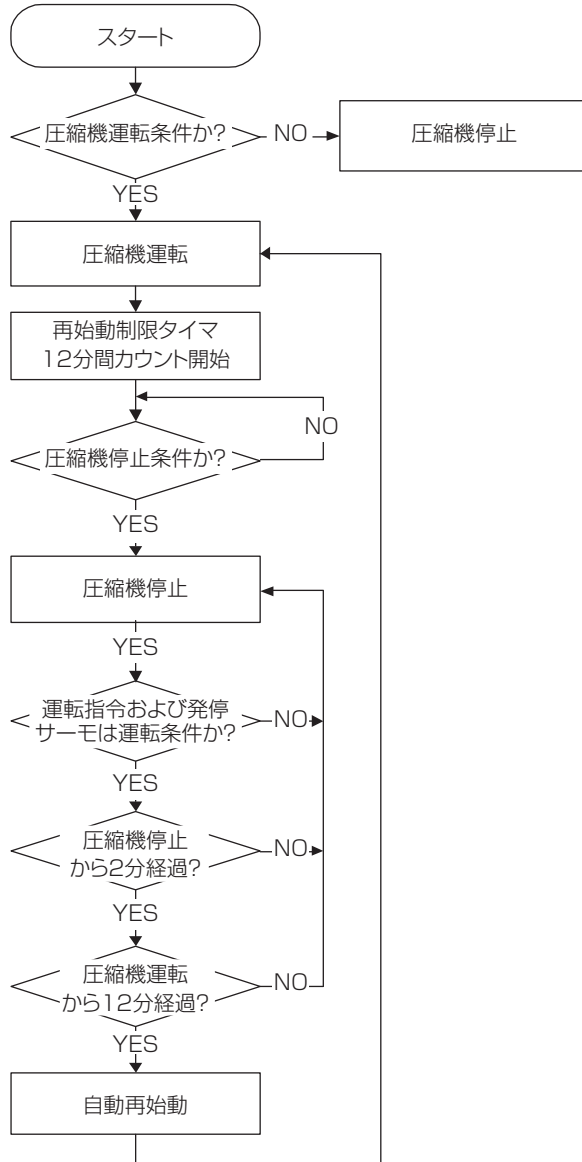 スタート
圧縮機運転条件か?
NO
圧縮機停止
YES
圧縮機運転
再始動制限タイマ
12分間カウント開始
NO
圧縮機停止条件か?
YES
圧縮機停止
YES
運転指令および発停
サーモは運転条件か?
NO
YES
圧縮機停止
から2分経過?
NO
YES
圧縮機運転
から12分経過?
NO
YES
自動再始動